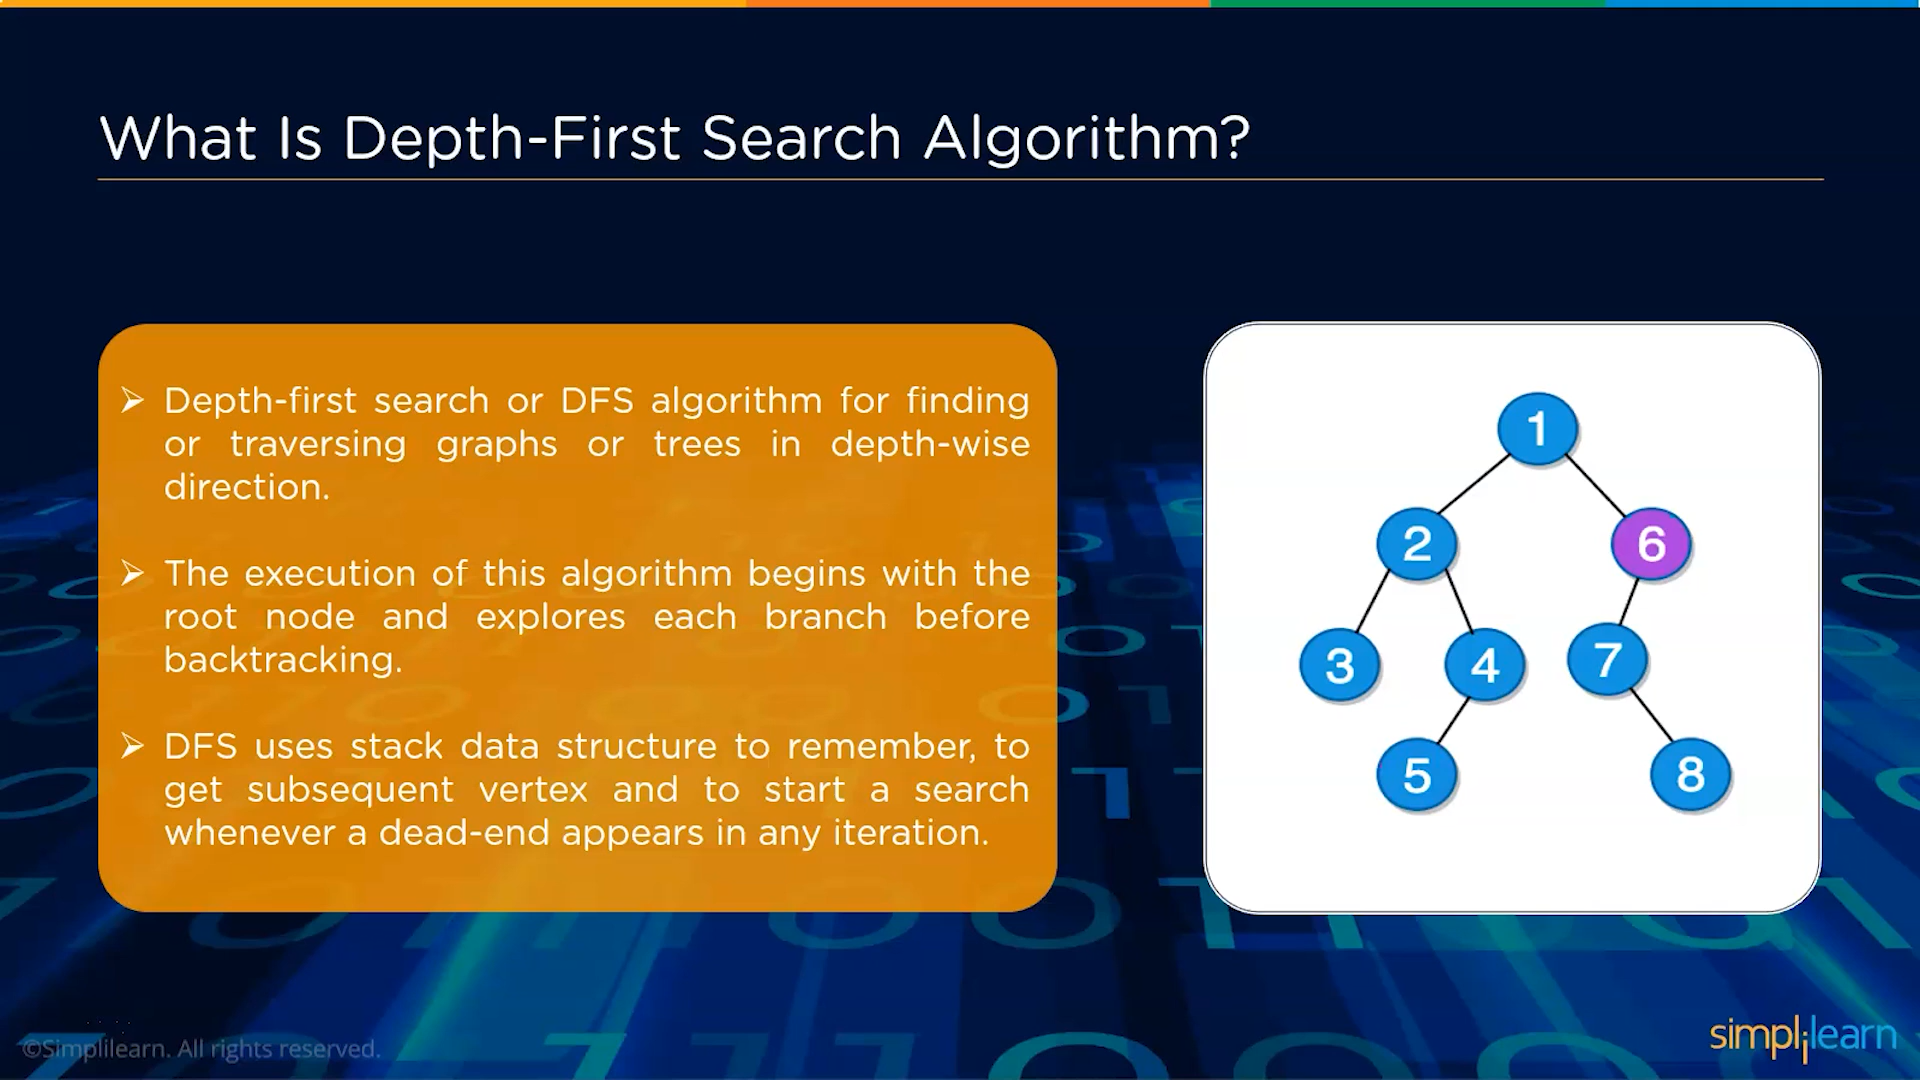 What Is Depth-First Search Algorithm?
➢ Depth-first search or DFS algorithm for finding
or traversing graphs or trees in depth-wise
direction.
➢ The execution of this algorithm begins with the
root node and explores each branch before
backtracking.
➢ DFS uses stack data structure to remember, to
get subsequent vertex and to start a search
whenever a dead-end appears in any iteration.
1
2
6
3
4
7
5
8
©Simplilearn. All rights reserved.
simplilearn